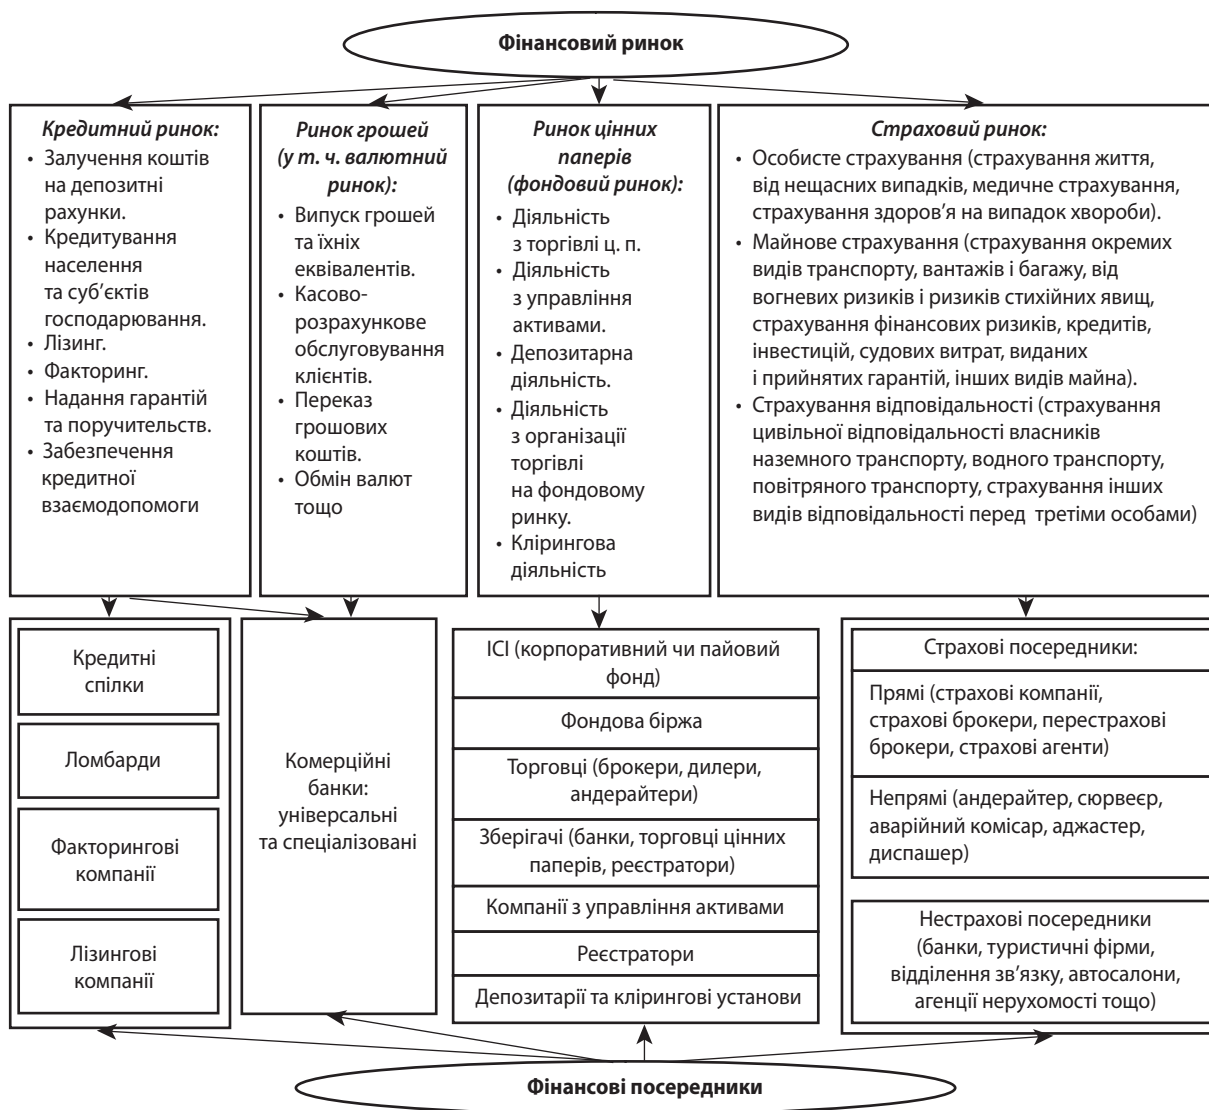 Фінансовий ринок
Кредитний ринок:
• Залучення коштів
на депозитні
рахунки.
• Кредитування
населення
та суб’єктів
господарювання.
• Лізинг.
• Факторинг.
• Надання гарантій
та поручительств.
• Забезпечення
кредитної
взаємодопомоги
Ринок грошей
(у т. ч. валютний
ринок):
• Випуск грошей
та їхніх
еквівалентів.
• Касово-
розрахункове
обслуговування
клієнтів.
• Переказ
грошових
коштів.
• Обмін валют
тощо
Ринок цінних
паперів
(фондовий ринок):
• Діяльність
з торгівлі ц. п.
• Діяльність
з управління
активами.
• Депозитарна
діяльність.
• Діяльність
з організації
торгівлі
на фондовому
ринку.
• Клірингова
діяльність
Страховий ринок:
• Особисте страхування (страхування життя,
від нещасних випадків, медичне страхування,
страхування здоров’я на випадок хвороби).
• Майнове страхування (страхування окремих
видів транспорту, вантажів і багажу, від
вогневих ризиків і ризиків стихійних явищ,
страхування фінансових ризиків, кредитів,
інвестицій, судових витрат, виданих
і прийнятих гарантій, інших видів майна).
• Страхування відповідальності (страхування
цивільної відповідальності власників
наземного транспорту, водного транспорту,
повітряного транспорту, страхування інших
видів відповідальності перед третіми особами)
Кредитні
спілки
Ломбарди
Факторингові
компанії
Лізингові
компанії
Комерційні
банки:
універсальні
та спеціалізовані
ІСІ (корпоративний чи пайовий
фонд)
Фондова біржа
Торговці (брокери, дилери,
андерайтери)
Зберігачі (банки, торговці цінних
паперів, реєстратори)
Компанії з управління активами
Реєстратори
Депозитарії та клірингові установи
Страхові посередники:
Прямі (страхові компанії,
страхові брокери, перестрахові
брокери, страхові агенти)
Непрямі (андерайтер, сюрвеєр,
аварійний комісар, аджастер,
диспашер)
Нестрахові посередники
(банки, туристичні фірми,
відділення зв’язку, автосалони,
агенції нерухомості тощо)
Фінансові посередники